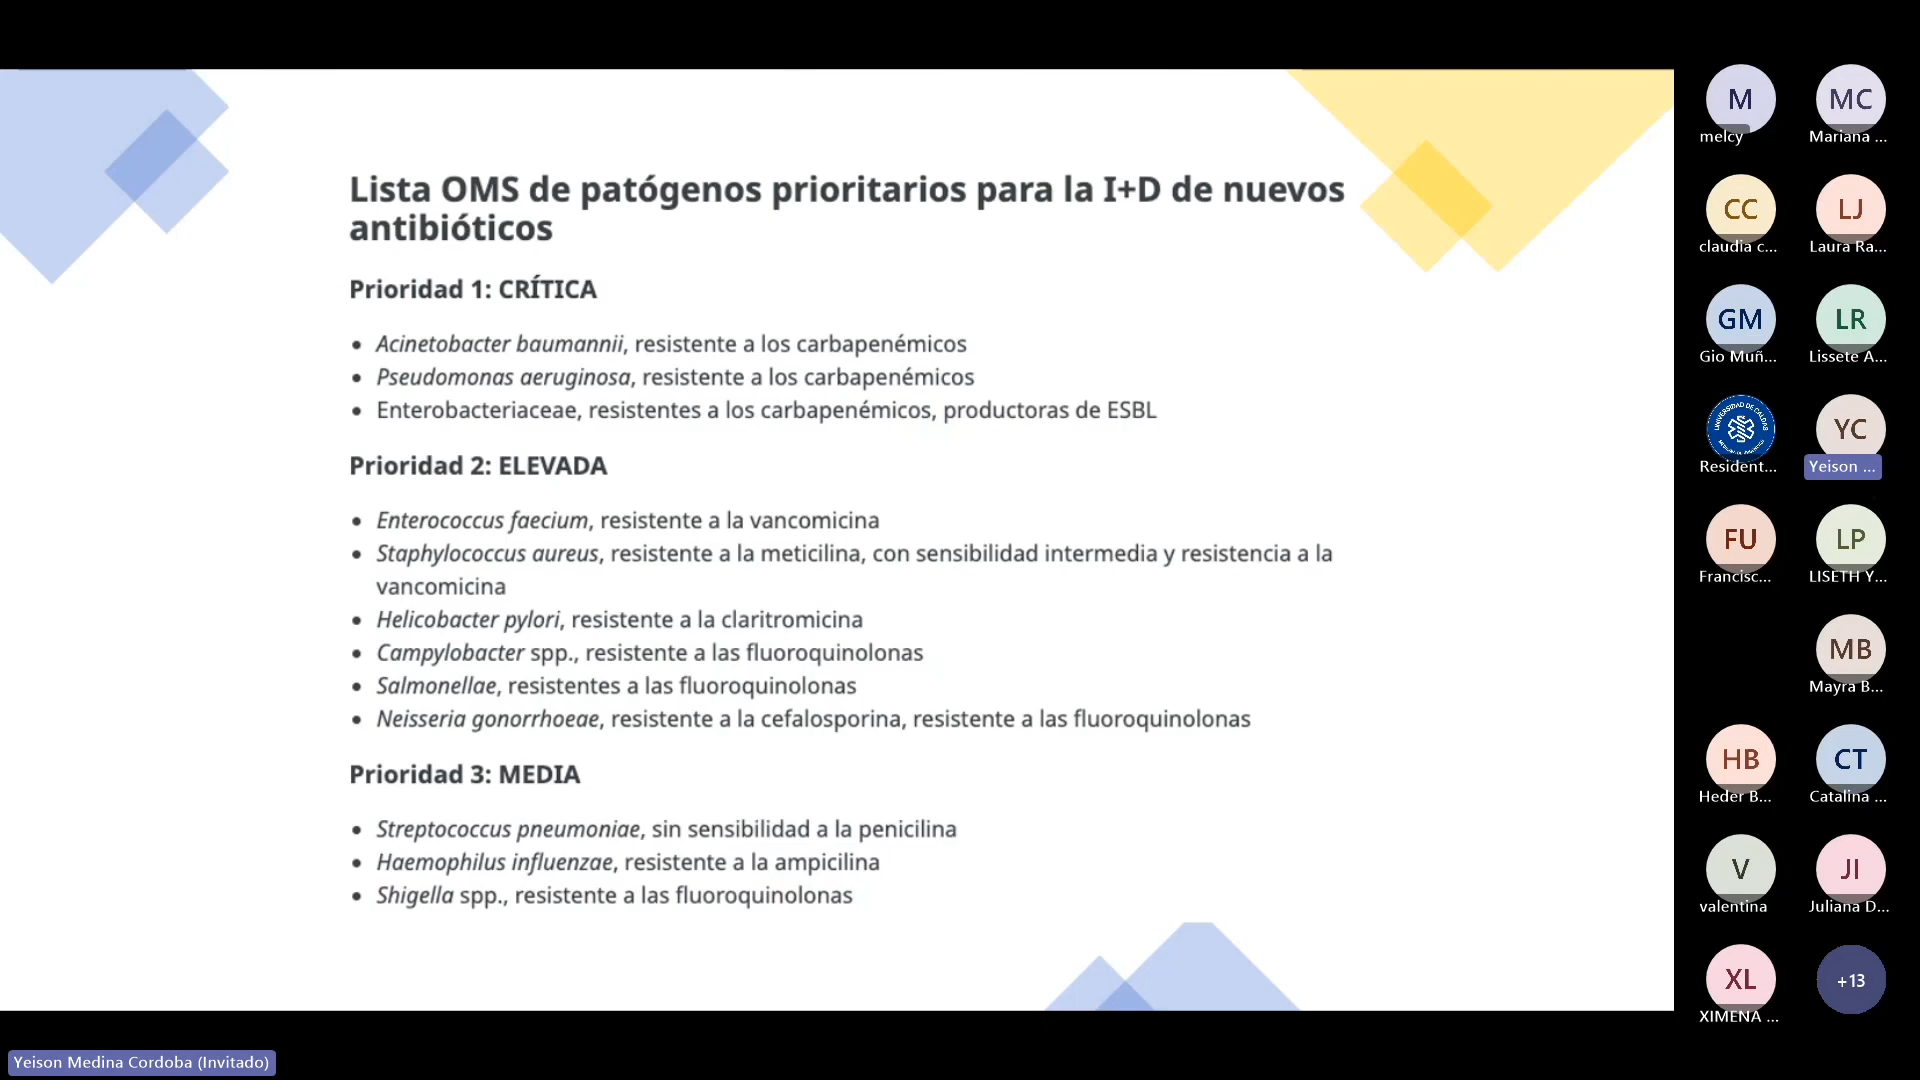 Lista OMS de patógenos prioritarios para la I+D de nuevos
antibióticos
Prioridad 1: CRÍTICA
• Acinetobacter baumannii, resistente a los carbapenémicos
• Pseudomonas aeruginosa, resistente a los carbapenémicos
• Enterobacteriaceae, resistentes a los carbapenémicos, productoras de ESBL
Prioridad 2: ELEVADA
• Enterococcus faecium, resistente a la vancomicina
• Staphylococcus aureus, resistente a la meticilina, con sensibilidad intermedia y resistencia a la
vancomicina
• Helicobacter pylori, resistente a la claritromicina
• Campylobacter spp., resistente a las fluoroquinolonas
• Salmonellae, resistentes a las fluoroquinolonas
• Neisseria gonorrhoeae, resistente a la cefalosporina, resistente a las fluoroquinolonas
Prioridad 3: MEDIA
• Streptococcus pneumoniae, sin sensibilidad a la penicilina
• Haemophilus influenzae, resistente a la ampicilina
• Shigella spp., resistente a las fluoroquinolonas
M
melcy
MC
Mariana ...
CC
claudia c...
LJ
Laura Ra...
GM
Gio Muñ...
LR
Lissete A...
UNIVERSIDAD DE CALDAS
Resident...
YC
Yeison ...
FU
Francisc...
LP
LISETH Y...
MB
Mayra B...
HB
Heder B...
CT
Catalina ...
V
valentina
JI
Juliana D...
XL
XIMENA ...
+13
Yeison Medina Cordoba (Invitado)